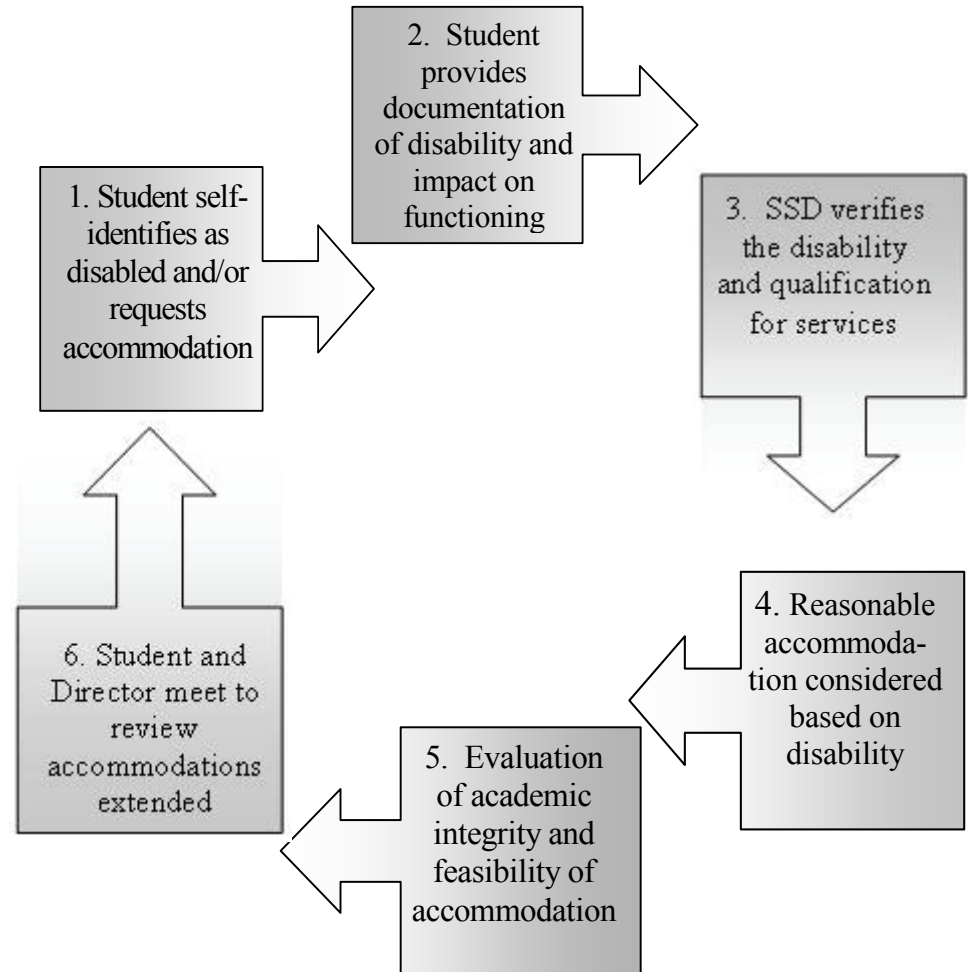 1. Student self-
identifies as
disabled and/or
requests
accommodation
2. Student
provides
documentation
of disability and
impact on
functioning
3. SSD verifies
the disability
and qualification
for services
4. Reasonable
accommoda-
tion considered
based on
disability
5. Evaluation
of academic
integrity and
feasibility of
accommodation
6. Student and
Director meet to
review
accommodations
extended